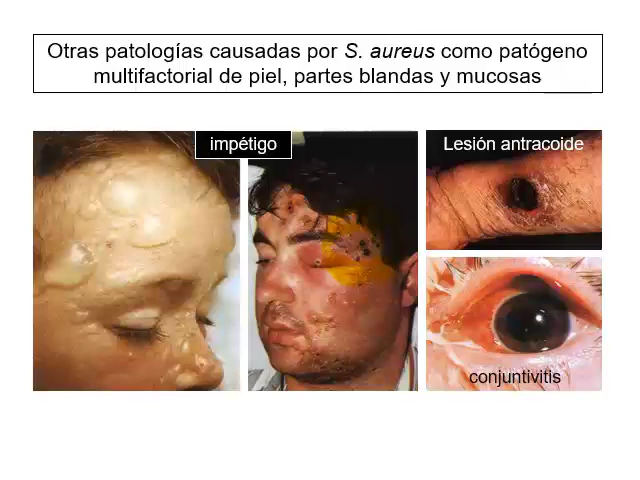 Otras patologías causadas por S. aureus como patógeno
multifactorial de piel, partes blandas y mucosas
impétigo
Lesión antracoide
conjuntivitis